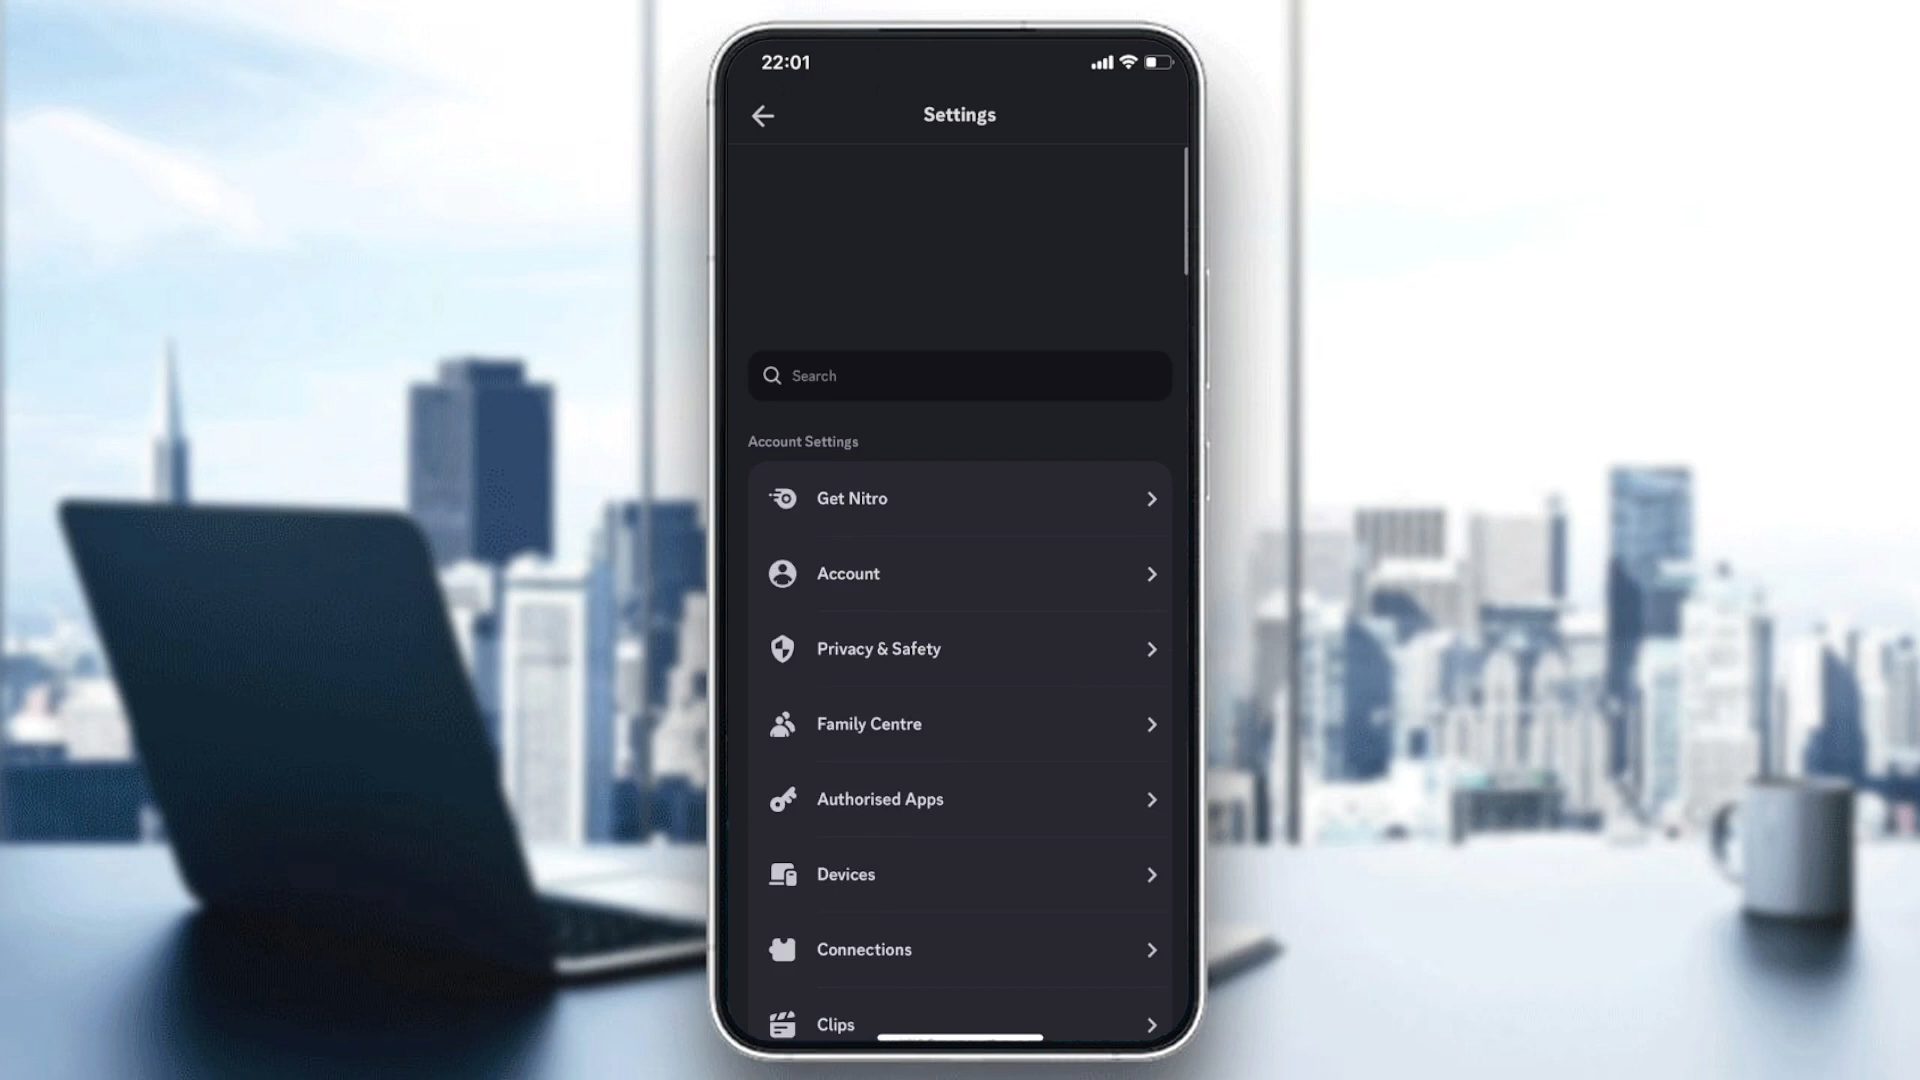 22:01
Settings
Search
Account Settings
Get Nitro
Account
Privacy & Safety
Family Centre
Authorised Apps
Devices
Connections
Clips